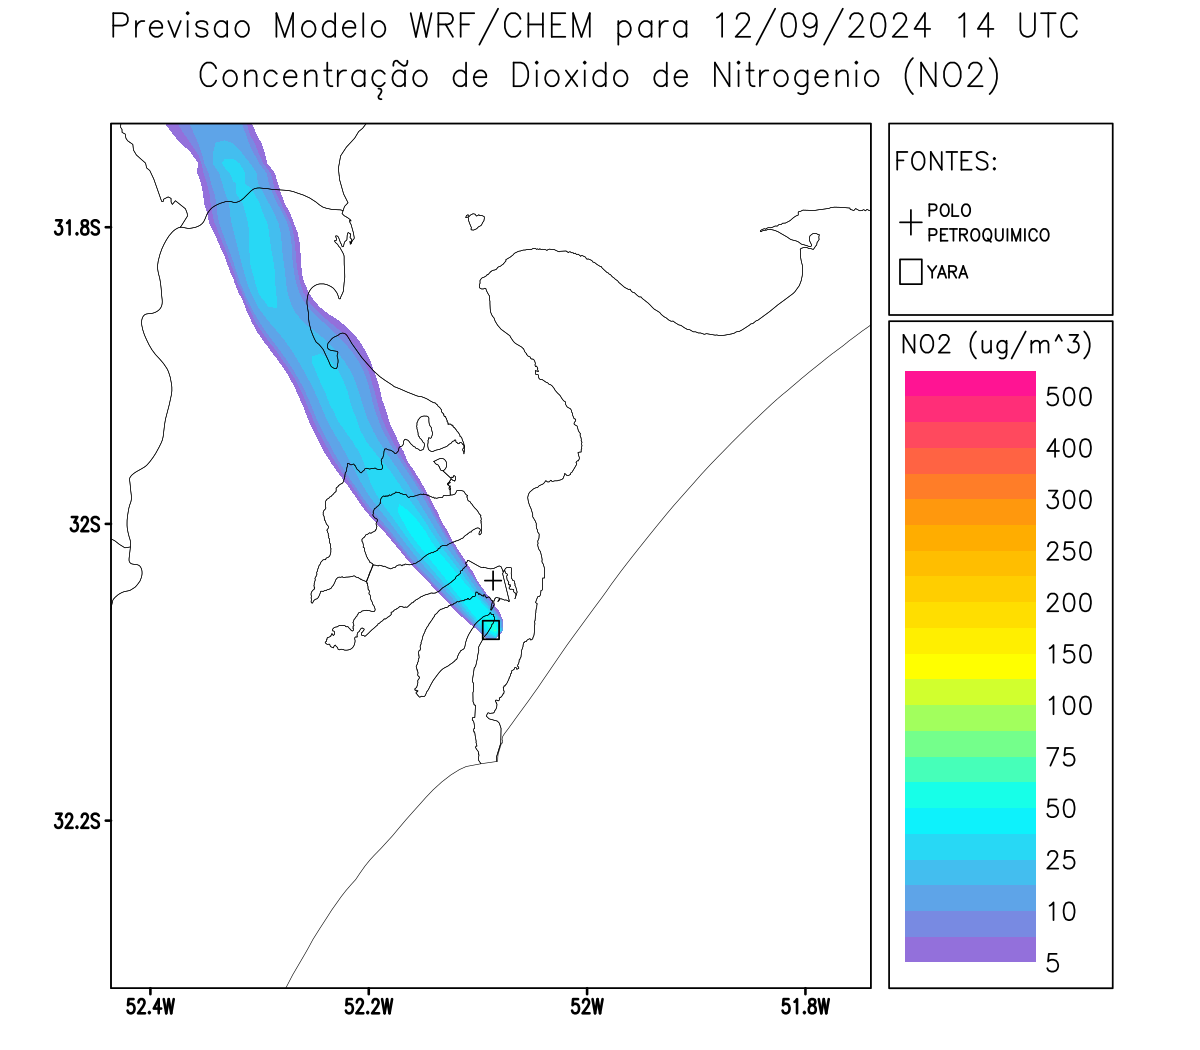 Previsao Modelo WRF/CHEM para 12/09/2024 14 UTC
Concentração de Dioxido de Nitrogenio (NO2)
FONTES:
POLO
PETROQUIMICO
YARA
NO2 (ug/m^3)
500
400
300
250
200
150
100
75
50
25
10
5
31.8S
32S
32.2S
52.4W
52.2W
52W
51.8W